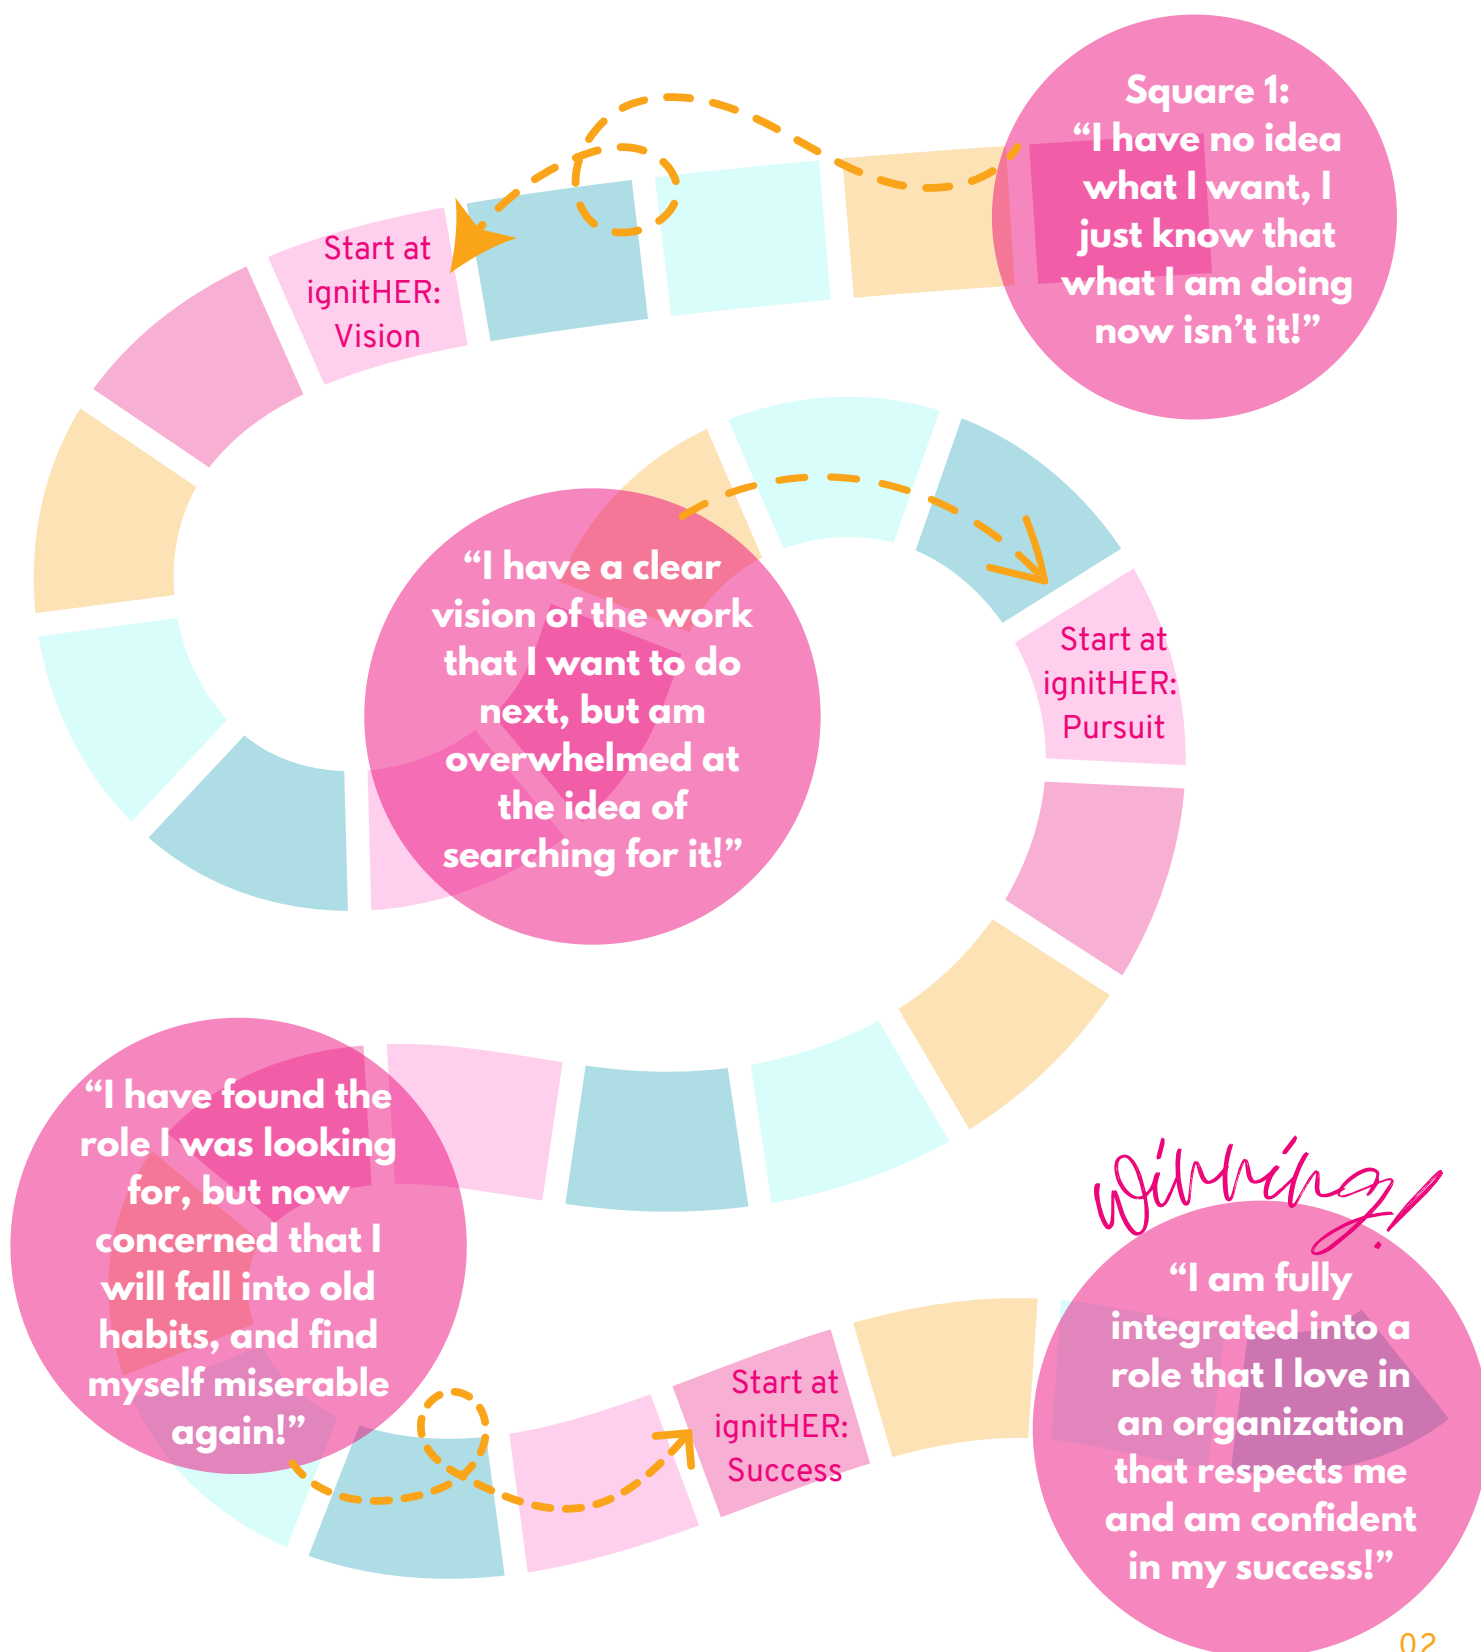 Square 1:
“I have no idea
what I want, I
just know that
what I am doing
now isn’t it!”
Start at
ignitHER:
Vision
“I have a clear
vision of the work
that I want to do
next, but am
overwhelmed at
the idea of
searching for it!”
Start at
ignitHER:
Pursuit
“I have found the
role I was looking
for, but now
concerned that I
will fall into old
habits, and find
myself miserable
again!”
Start at
ignitHER:
Success
winning!
“I am fully
integrated into a
role that I love in
an organization
that respects me
and am confident
in my success!”
02